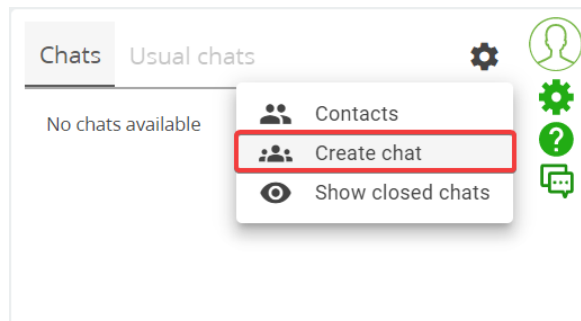 Chats Usual chats
No chats available
Contacts
Create chat
Show closed chats
?